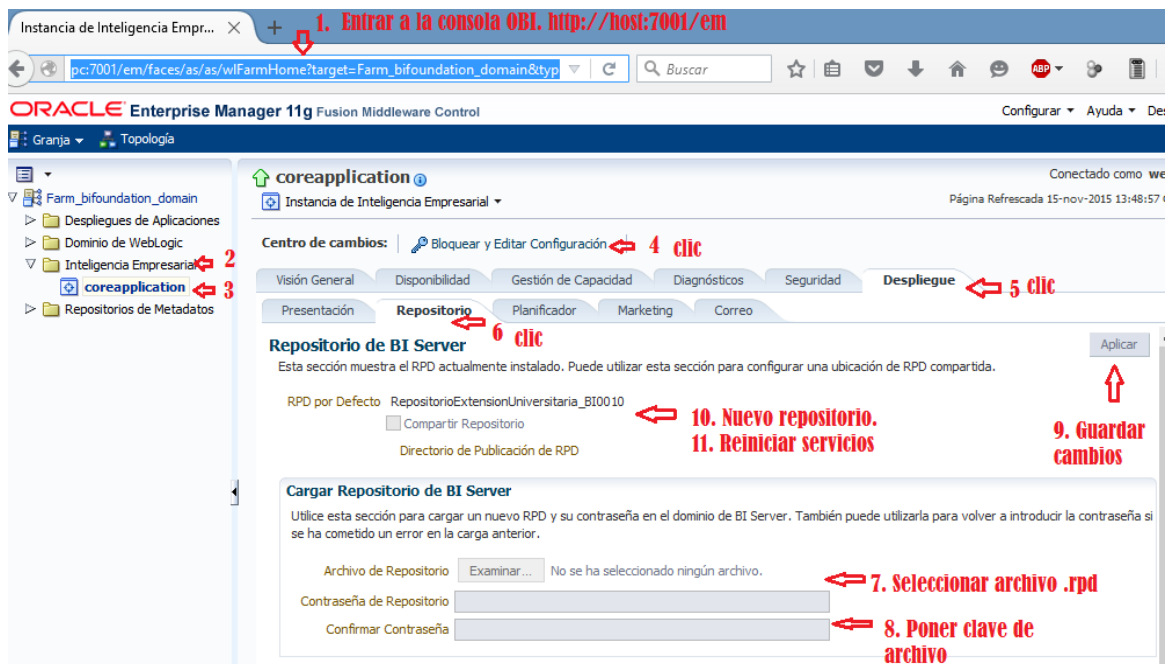 Instancia de Inteligencia Empr...
1. Entrar a la consola OBI. http://host:7001/em
pc:7001/em/faces/as/as/wlFarmHome?target=Farm_bifoundation_domain&typ
Buscar
ABP
ORACLE Enterprise Manager 11g Fusion Middleware Control
Configurar Ayuda Des
Granja Topología
coreapplication
Conectado como we
Farm_bifoundation_domain
Instancia de Inteligencia Empresarial
Página Refrescada 15-nov-2015 13:48:57
Despliegues de Aplicaciones
Dominio de WebLogic
Centro de cambios: Bloquear y Editar Configuración 4 clic
Inteligencia Empresarial 2
coreapplication 3
Repositorios de Metadatos
Visión General Disponibilidad Gestión de Capacidad Diagnósticos Seguridad Despliegue 5 clic
Presentación Repositorio Planificador Marketing Correo
6 clic
Repositorio de BI Server
Aplicar
Esta sección muestra el RPD actualmente instalado. Puede utilizar esta sección para configurar una ubicación de RPD compartida.
RPD por Defecto RepositorioExtensionUniversitaria_BI0010
Compartir Repositorio
10. Nuevo repositorio.
11. Reiniciar servicios
9. Guardar
cambios
Directorio de Publicación de RPD
Cargar Repositorio de BI Server
Utilice esta sección para cargar un nuevo RPD y su contraseña en el dominio de BI Server. También puede utilizarla para volver a introducir la contraseña si
se ha cometido un error en la carga anterior.
Archivo de Repositorio Examinar... No se ha seleccionado ningún archivo.
7. Seleccionar archivo .rpd
Contraseña de Repositorio
Confirmar Contraseña
8. Poner clave de
archivo